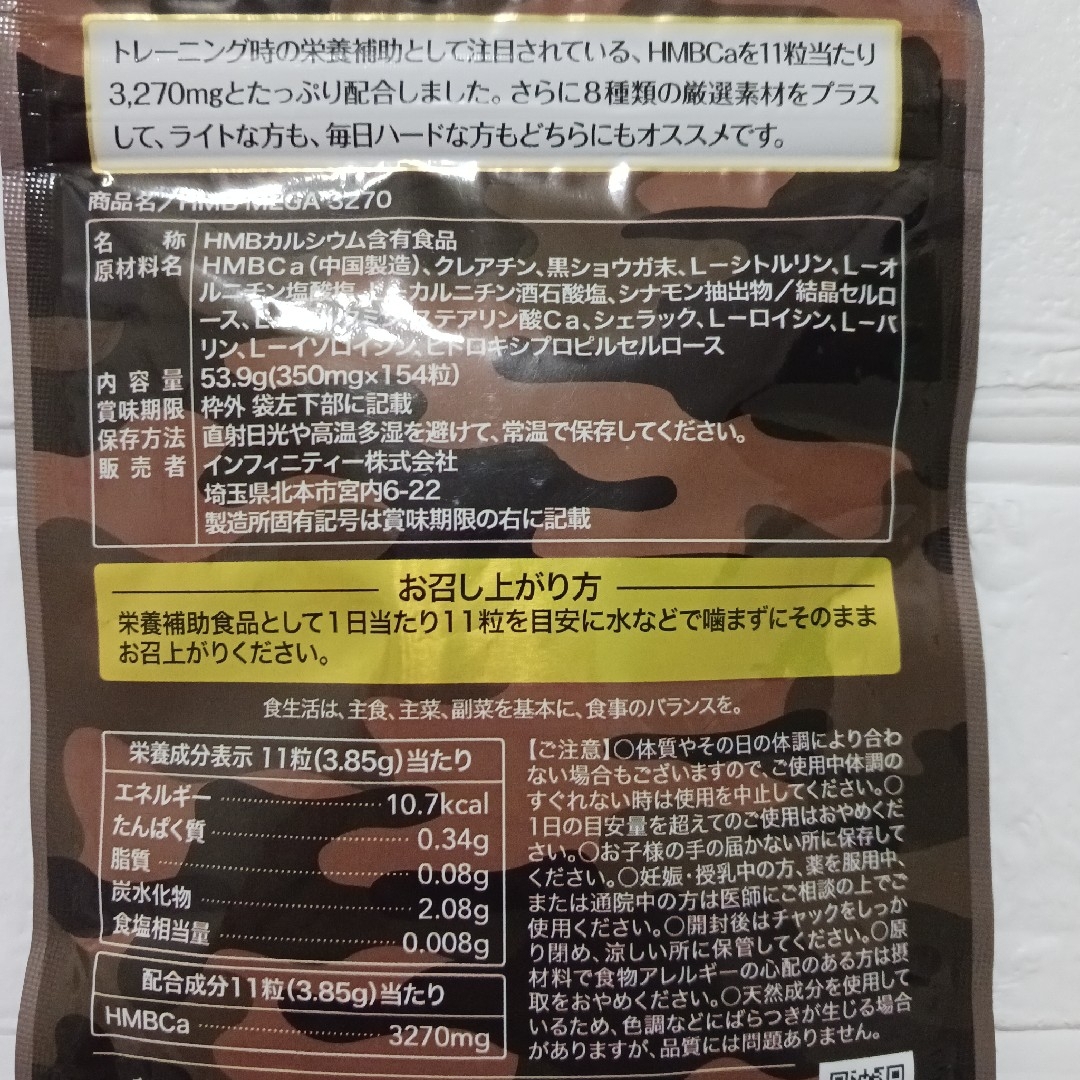 トレーニング時の栄養補助として注目されている、HMBCaを11粒当たり
3,270mgとたっぷり配合しました。さらに8種類の厳選素材をプラス
して、ライトな方も、毎日ハードな方もどちらにもオススメです。
商品名/HMB MEGA 3270
名 称 HMBカルシウム含有食品
原材料名 HMBCa(中国製造)、クレアチン、黒ショウガ末、L-シトルリン、L-オ
ルニチン塩酸塩、L-カルニチン酒石酸塩、シナモン抽出物/結晶セルロ
ース、 ステアリン酸Ca、シェラック、L-ロイシン、L-バ
リン、L-イソロイシン、ヒドロキシプロピルセルロース
内容量 53.9g(350mg×154粒)
賞味期限 枠外 袋左下部に記載
保存方法 直射日光や高温多湿を避けて、常温で保存してください。
販売者 インフィニティー株式会社
埼玉県北本市宮内6-22
製造所固有記号は賞味期限の右に記載
お召し上がり方
栄養補助食品として1日当たり11粒を目安に水などで噛まずにそのまま
お召上がりください。
食生活は、主食、主菜、副菜を基本に、食事のバランスを。
栄養成分表示 11粒(3.85g)当たり
エネルギー 10.7kcal
たんぱく質 0.34g
脂質 0.08g
炭水化物 2.08g
食塩相当量 0.008g
配合成分11粒(3.85g)当たり
HMBCa 3270mg
【ご注意】○体質やその日の体調により合わ
ない場合もございますので、ご使用中体調の
すぐれない時は使用を中止してください。○
1日の目安量を超えてのご使用はおやめくだ
さい。○お子様の手の届かない所に保存して
ください。○妊娠・授乳中の方、薬を服用中、
または通院中の方は医師にご相談の上でご
使用ください。○開封後はチャックをしっか
り閉め、涼しい所に保管してください。○原
材料で食物アレルギーの心配のある方は摂
取をおやめください。○天然成分を使用して
いるため、色調などにばらつきが生じる場合
がありますが、品質には問題ありません。